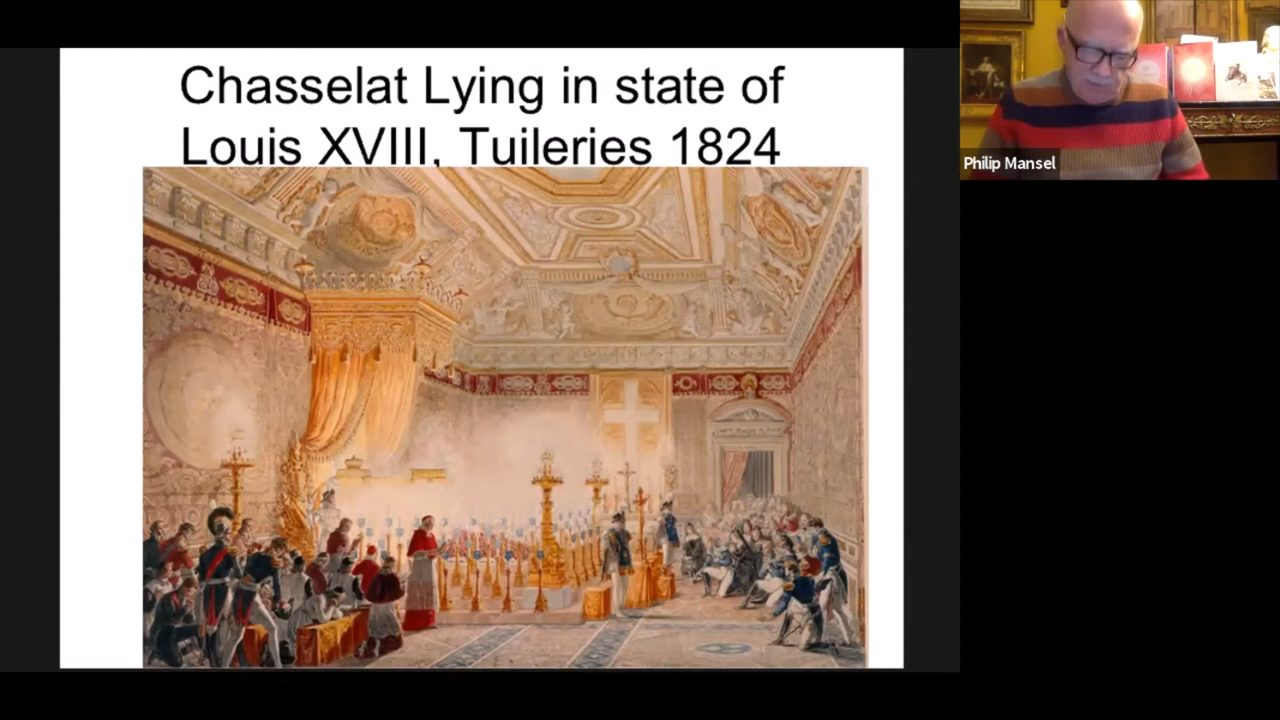 Chasselat Lying in state of
Louis XVIII, Tuileries 1824
Philip Mansel